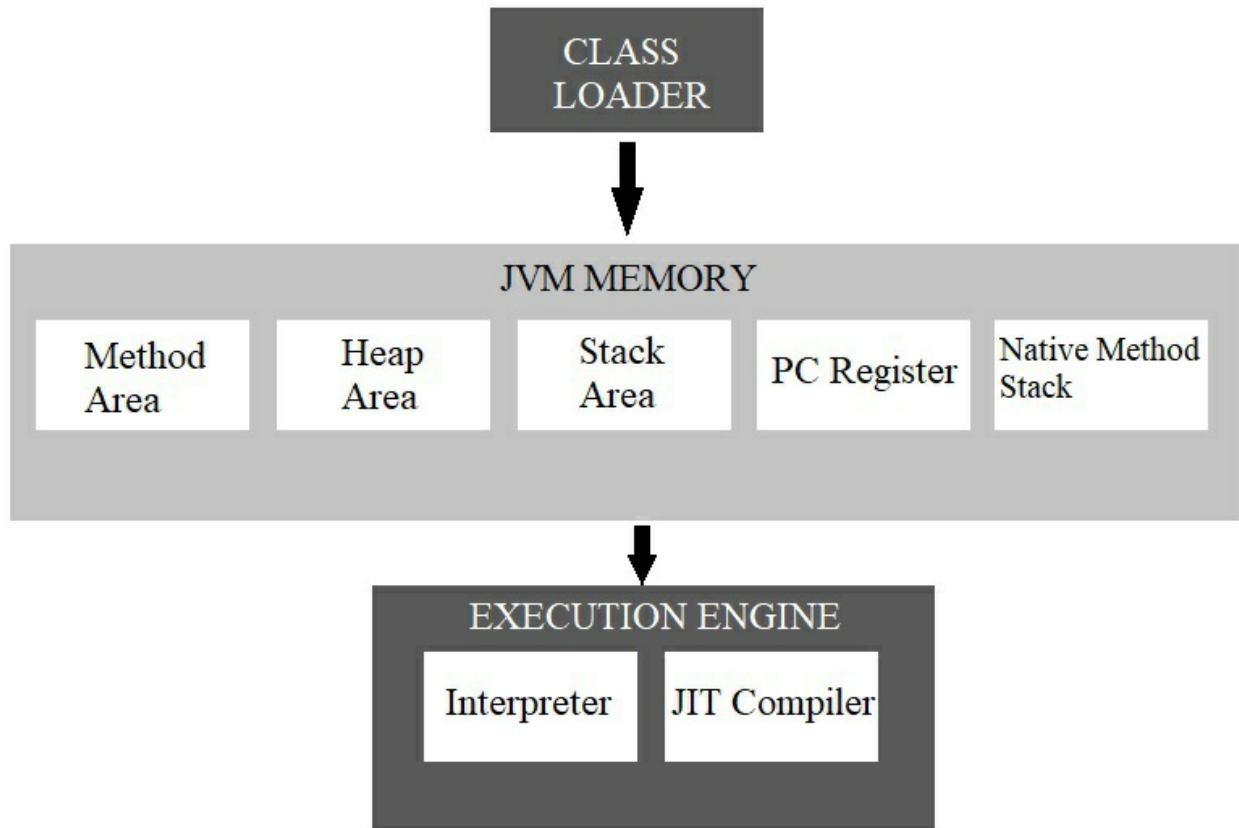 CLASS
LOADER
JVM MEMORY
Method
Area
Heap
Area
Stack
Area
PC Register
Native Method
Stack
EXECUTION ENGINE
Interpreter
JIT Compiler